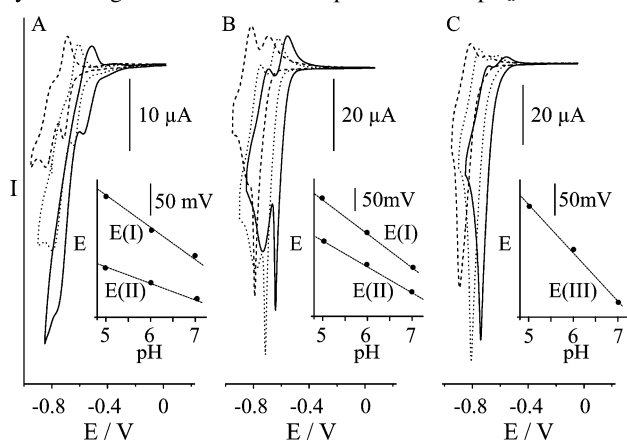 A
B
C
10 µA
20 µA
20 µA
I
50 mV
E(I)
E
E(II)
5 6 7
pH
50mV
E(I)
E
E(II)
5 6 7
pH
50mV
E
E(III)
5 6 7
pH
-0.8 -0.4 0
E / V
-0.8 -0.4 0
E / V
-0.8 -0.4 0
E / V